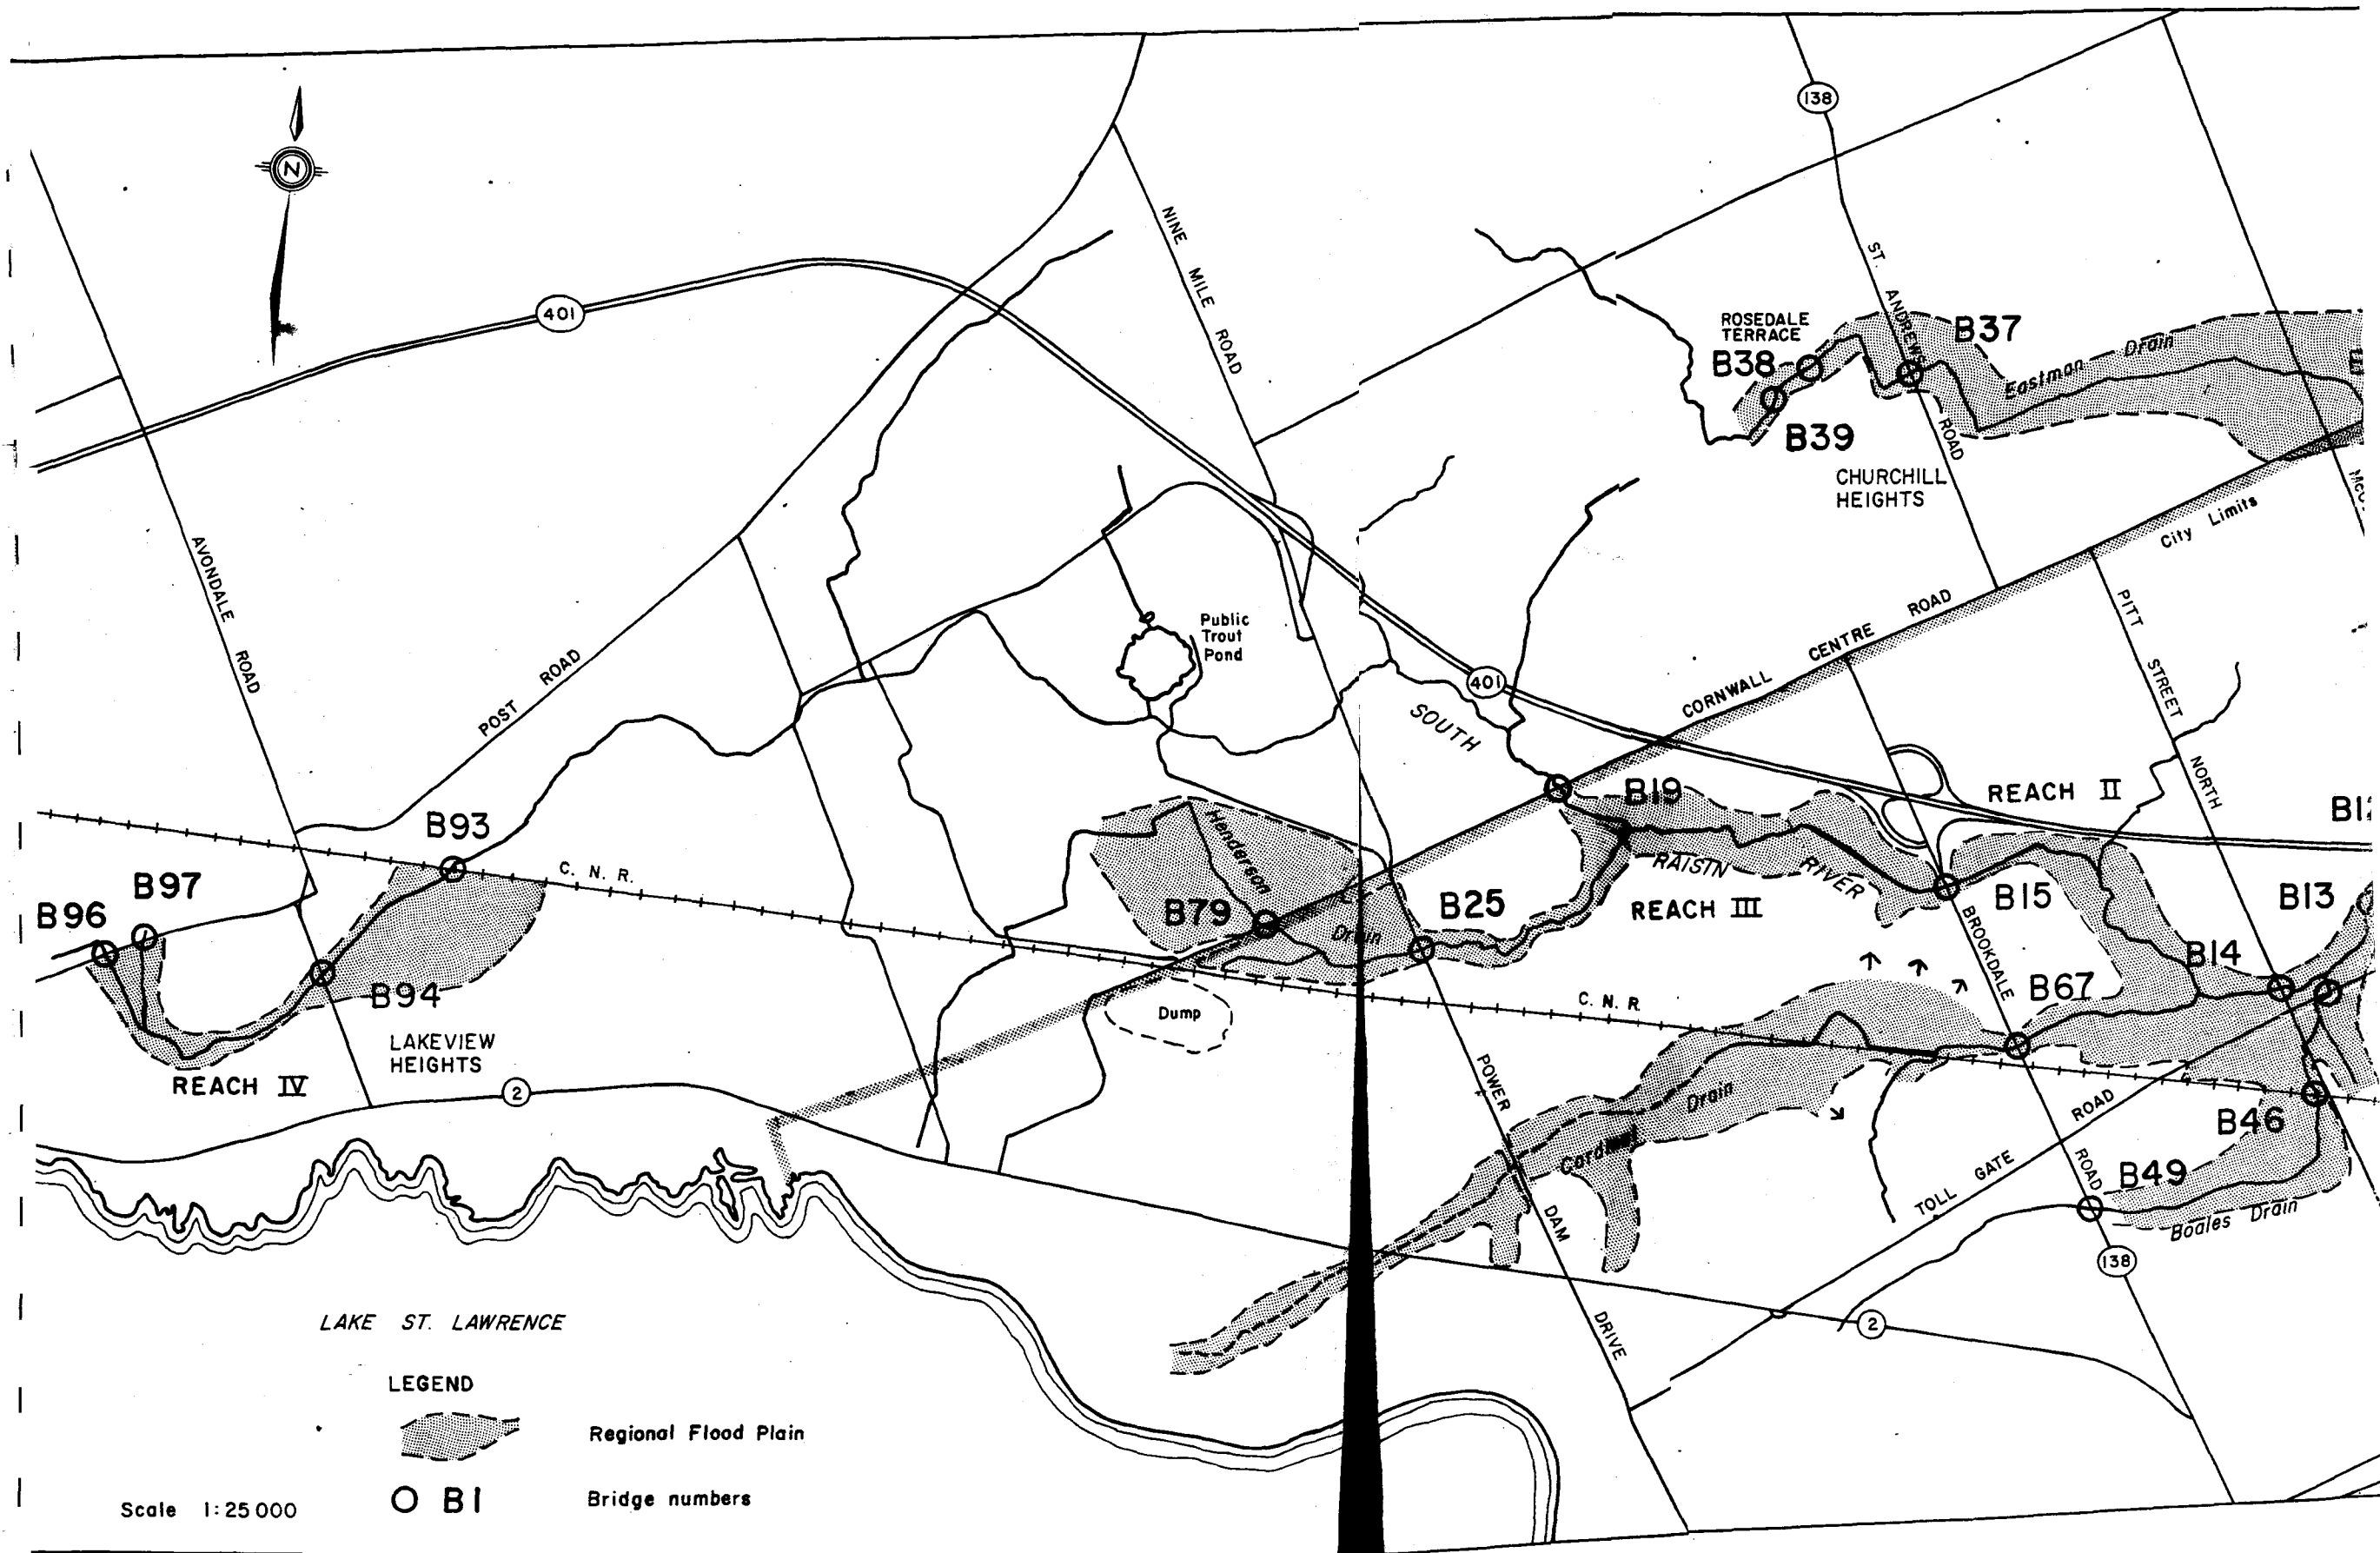 138
N
NINE MILE ROAD
ST. ANDREWS ROAD
401
ROSEDALE
TERRACE
B37
B38
Eastman Drain
B39
CHURCHILL
HEIGHTS
City Limits
AVONDALE ROAD
POST ROAD
Public
Trout
Pond
CORNWALL CENTRE ROAD
PITT STREET NORTH
401
SOUTH
RAISIN RIVER
B19
REACH II
B93
C. N. R.
Henderson Drain
B97
B96
B79
B25
REACH III
B15
B13
B14
BROOKDALE ROAD
B94
B67
Dump
C. N. R.
LAKEVIEW
HEIGHTS
REACH IV
2
POWER DAM DRIVE
Drain
TOLL GATE ROAD
B46
B49
Boales Drain
138
2
LAKE ST. LAWRENCE
LEGEND
Regional Flood Plain
B1 Bridge numbers
Scale 1:25 000